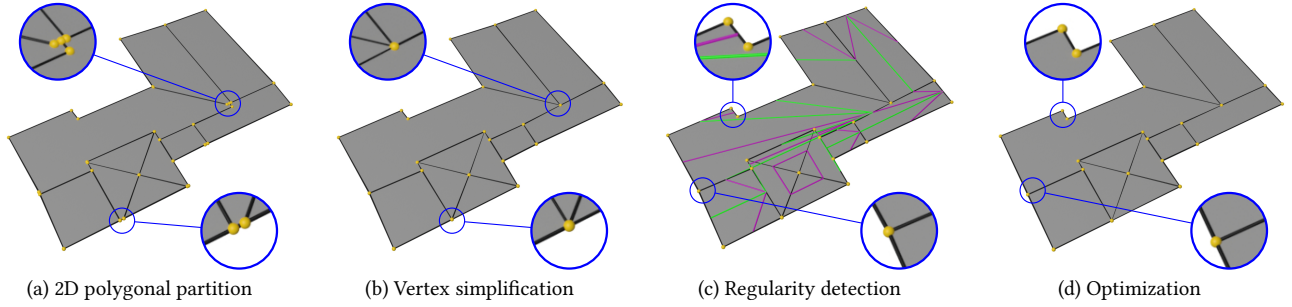 (a) 2D polygonal partition
(b) Vertex simplification
(c) Regularity detection
(d) Optimization